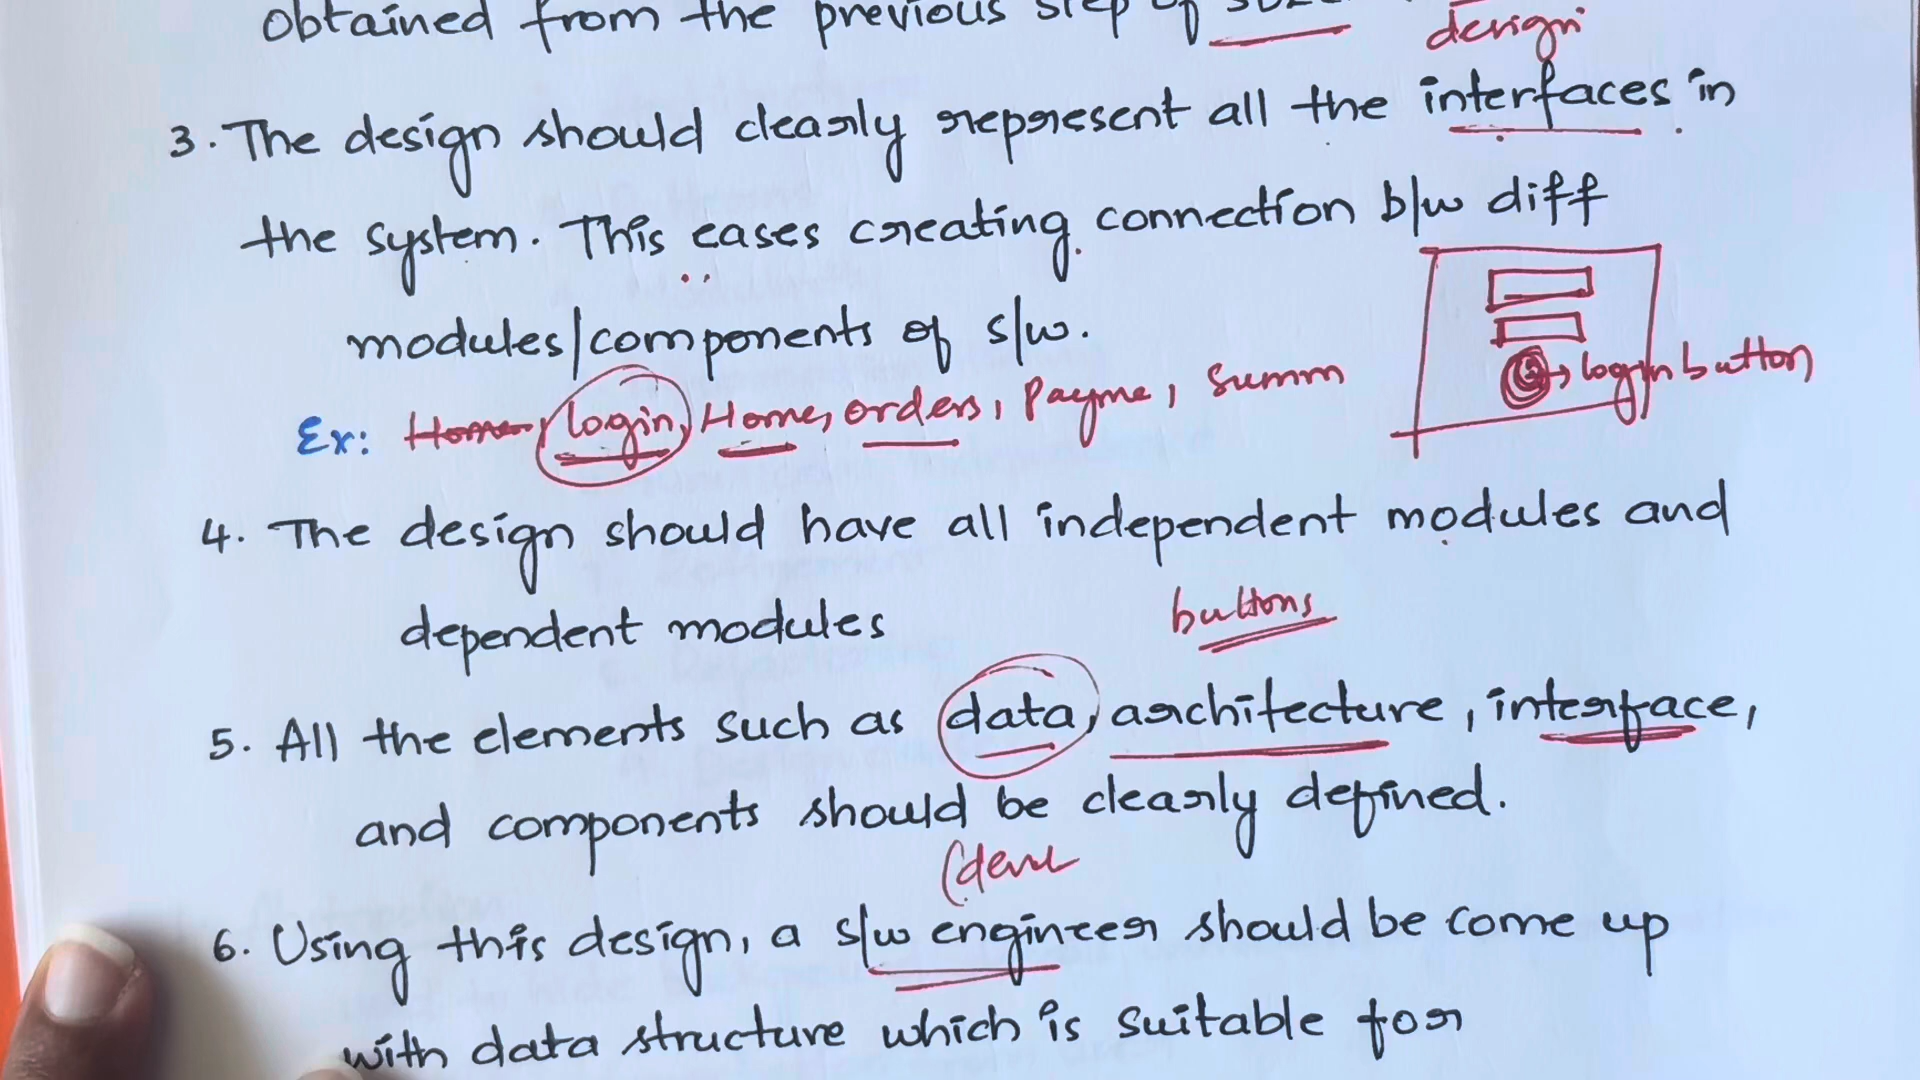 obtained from the previous step of
design
3. The design should clearly represent all the interfaces in
the system. This eases creating connection b/w diff
modules/components of s/w.
Ex: Home, login, Home, orders, Payme, Summ
login button
4. The design should have all independent modules and
dependent modules
buttons
5. All the elements such as data, architecture, interface,
and components should be clearly defined.
6. Using this design, a s/w engineer should be come up
with data structure which is suitable for